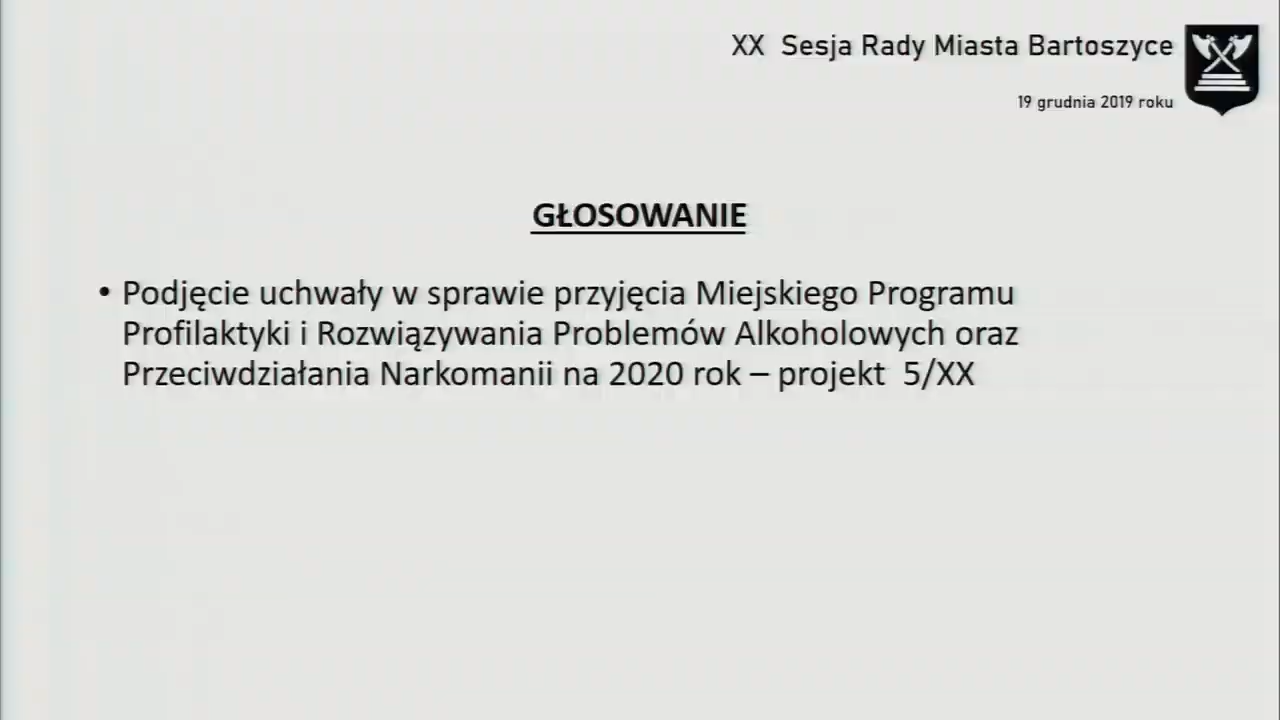 XX Sesja Rady Miasta Bartoszyce
19 grudnia 2019 roku
GŁOSOWANIE
• Podjęcie uchwały w sprawie przyjęcia Miejskiego Programu
Profilaktyki i Rozwiązywania Problemów Alkoholowych oraz
Przeciwdziałania Narkomanii na 2020 rok – projekt 5/XX